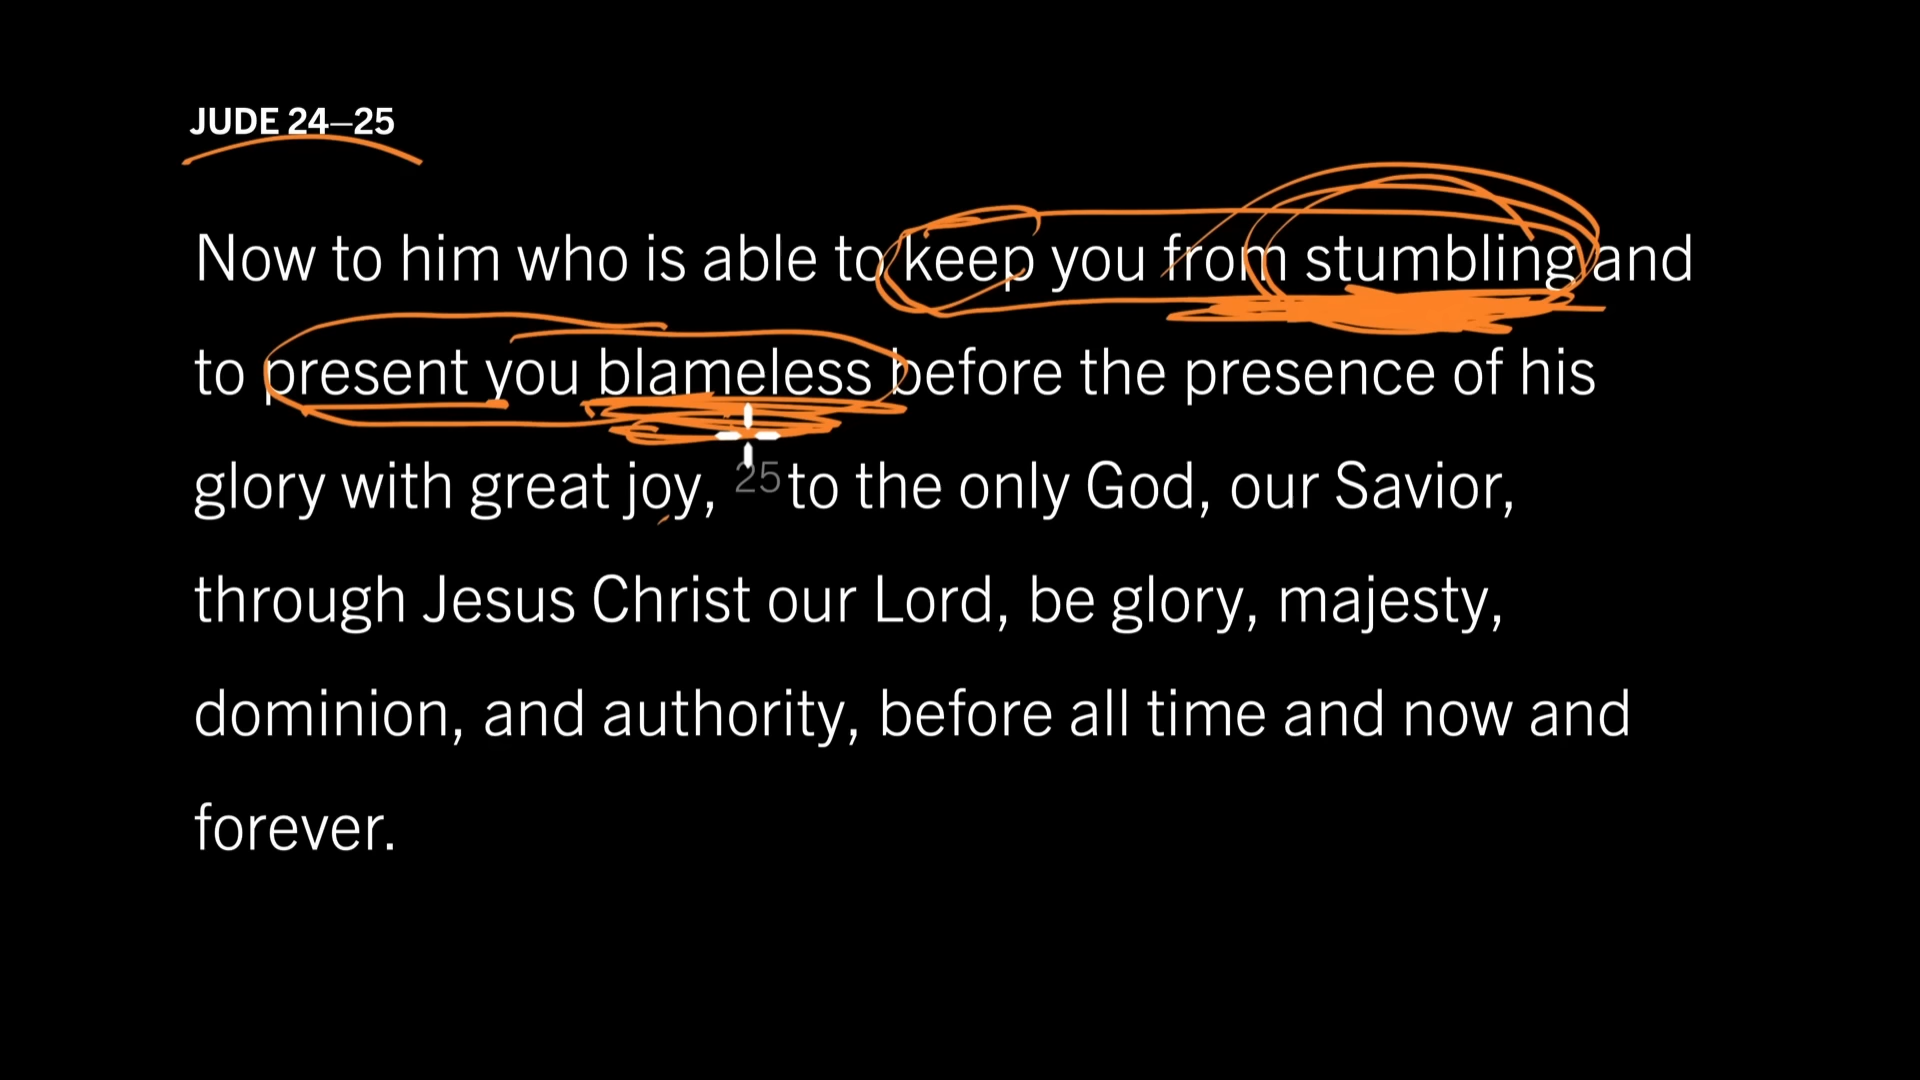 JUDE 24–25
Now to him who is able to keep you from stumbling and
to present you blameless before the presence of his
glory with great joy, 25 to the only God, our Savior,
through Jesus Christ our Lord, be glory, majesty,
dominion, and authority, before all time and now and
forever.